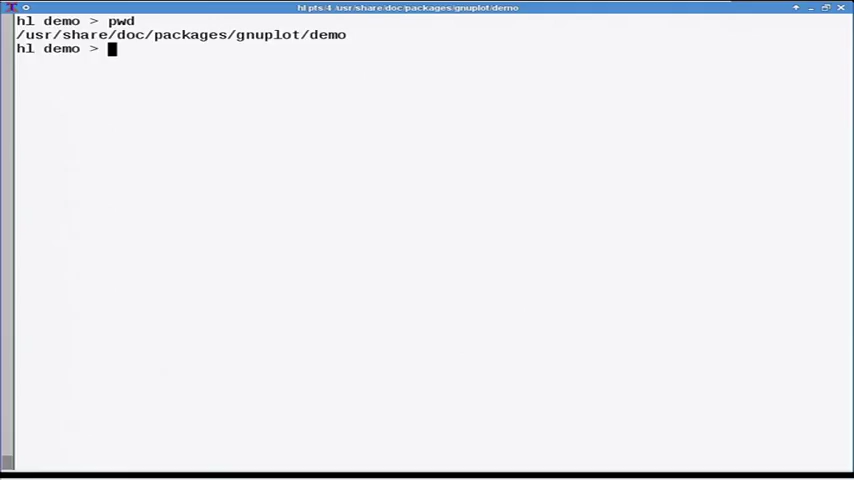 hl pts/4 /usr/share/doc/packages/gnuplot/demo
hl demo > pwd
/usr/share/doc/packages/gnuplot/demo
hl demo >